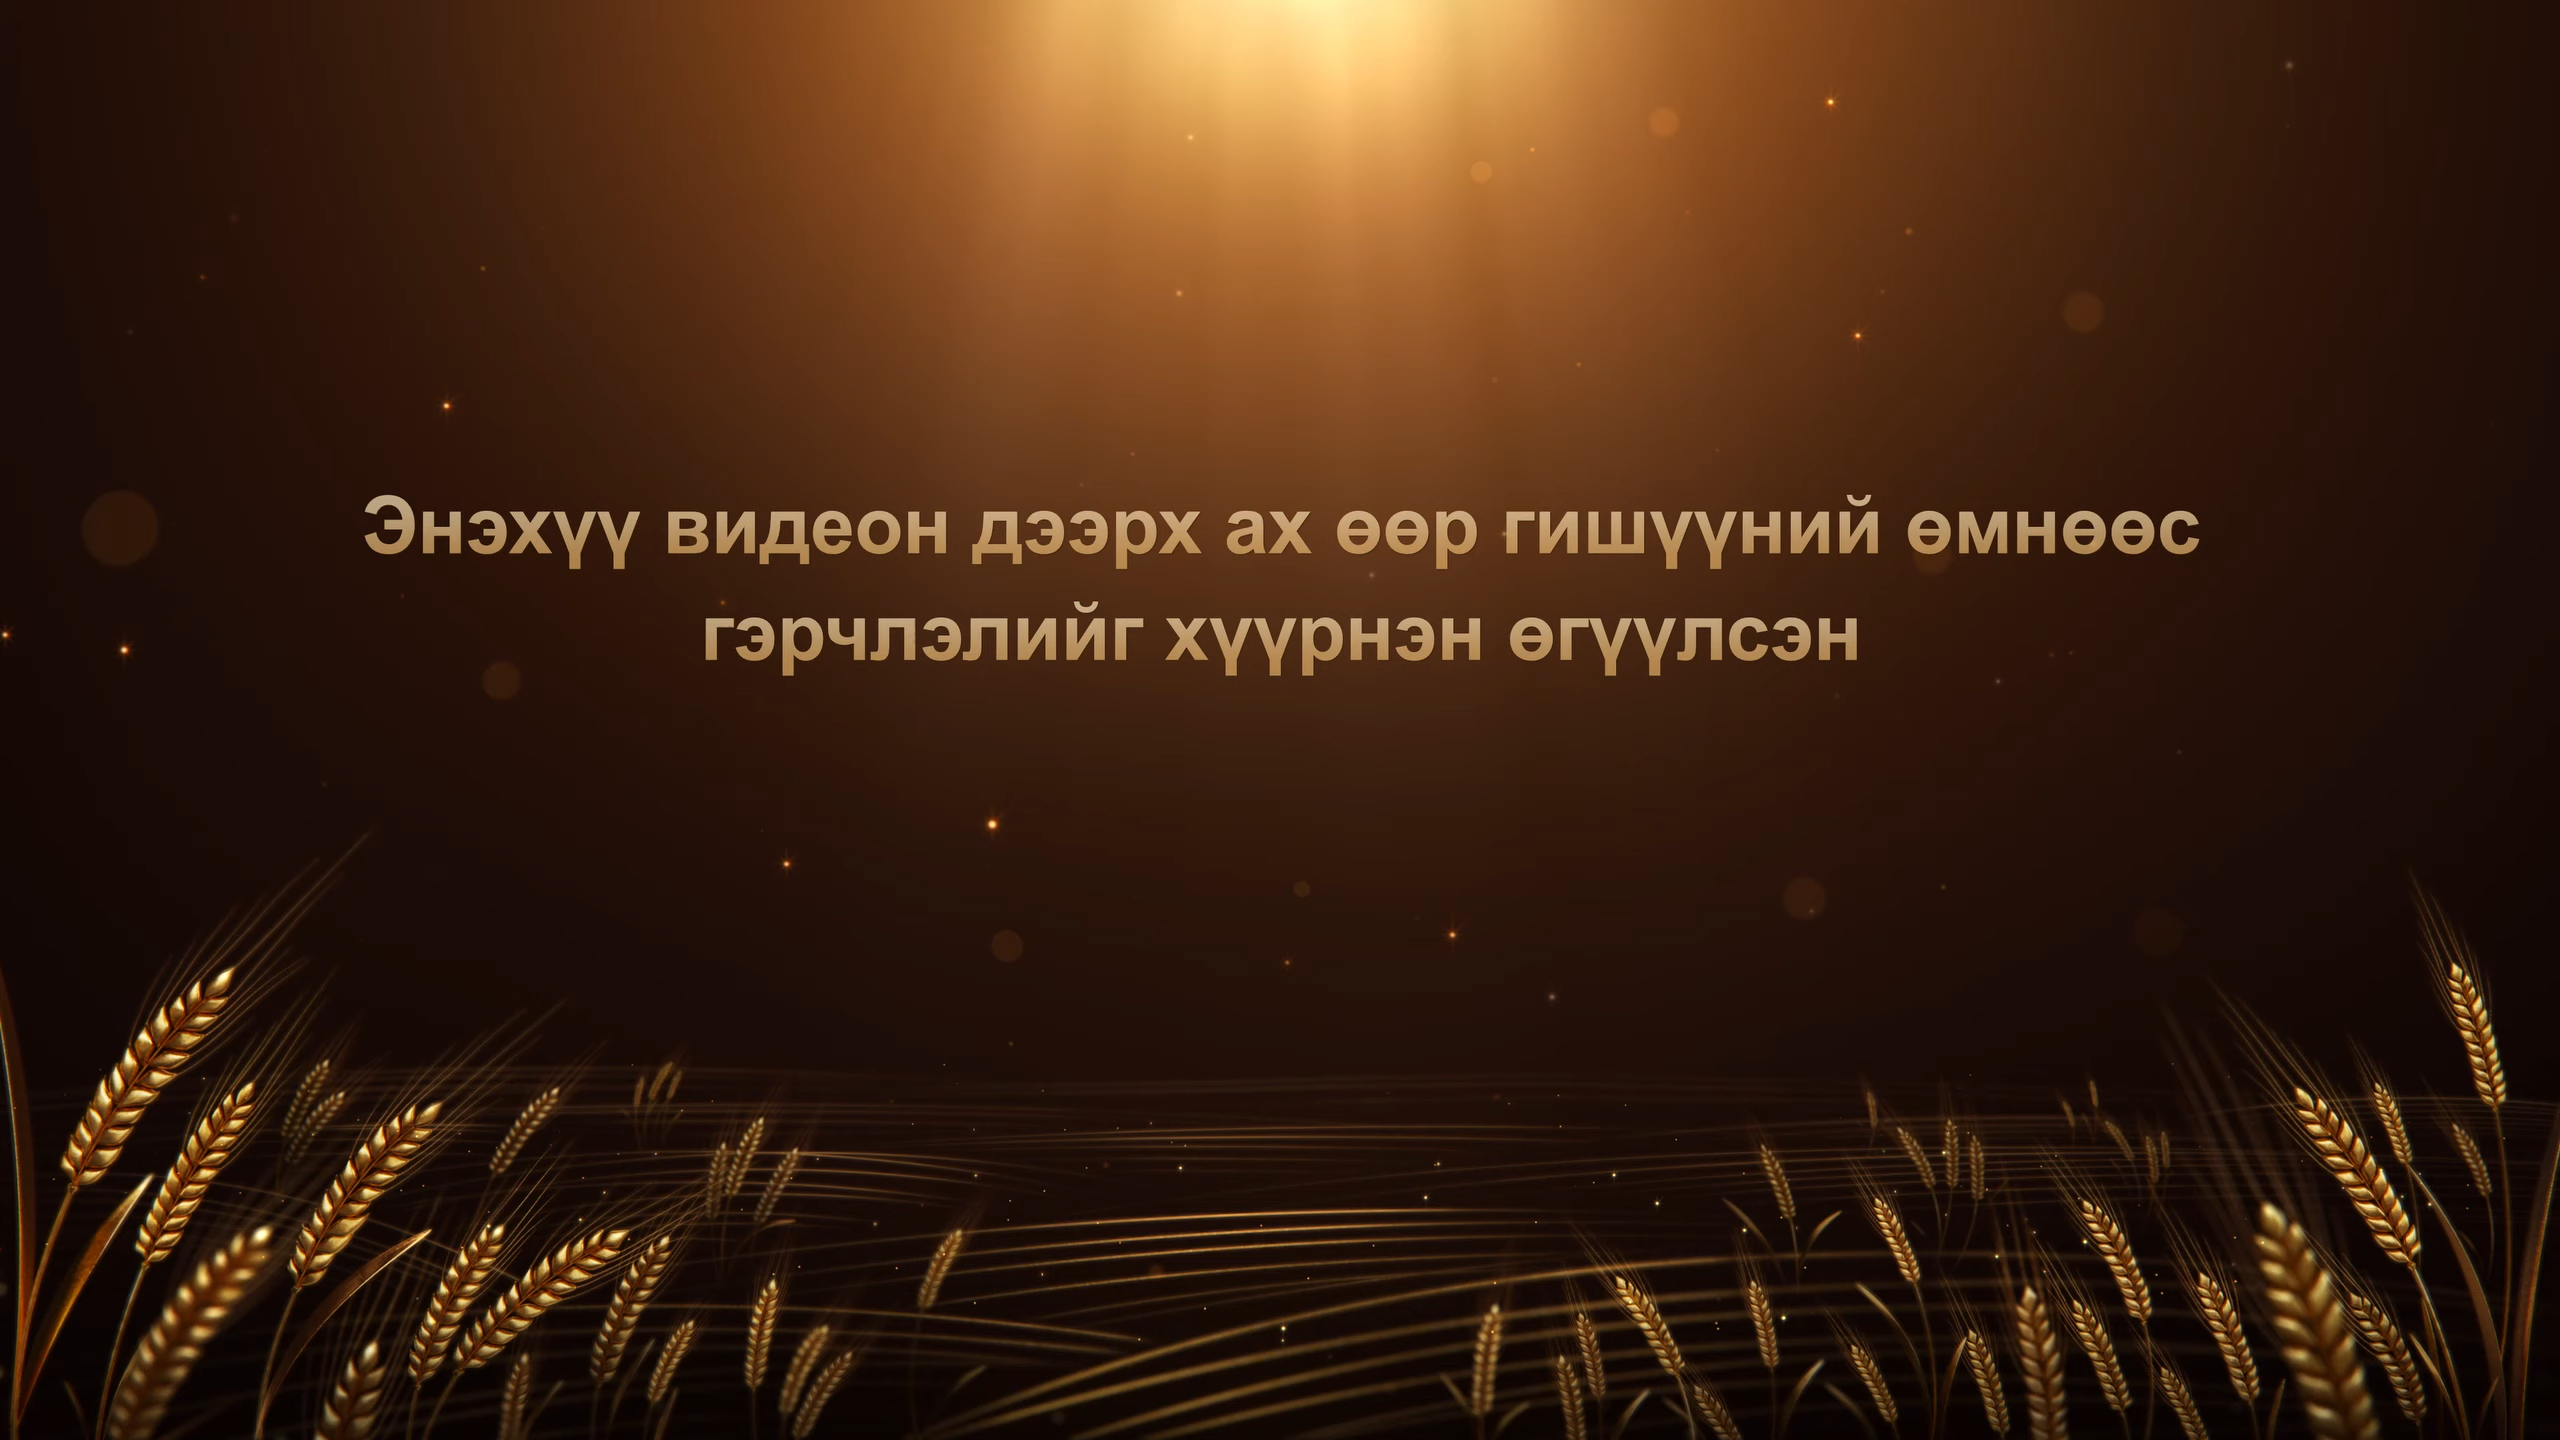 Энэхүү видеон дээрх ах өөр гишүүний өмнөөс
гэрчлэлийг хүүрнэн өгүүлсэн